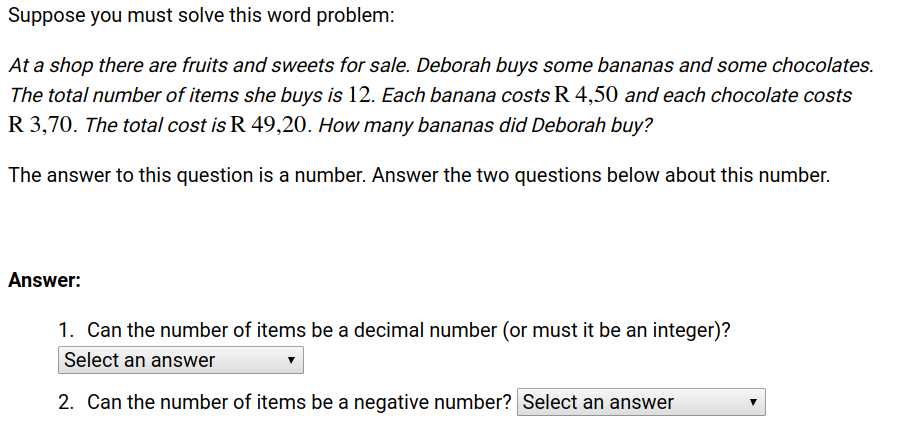 Suppose you must solve this word problem:
At a shop there are fruits and sweets for sale. Deborah buys some bananas and some chocolates.
The total number of items she buys is 12. Each banana costs R 4,50 and each chocolate costs
R 3,70. The total cost is R 49,20. How many bananas did Deborah buy?
The answer to this question is a number. Answer the two questions below about this number.
Answer:
1. Can the number of items be a decimal number (or must it be an integer)?
Select an answer
2. Can the number of items be a negative number? Select an answer